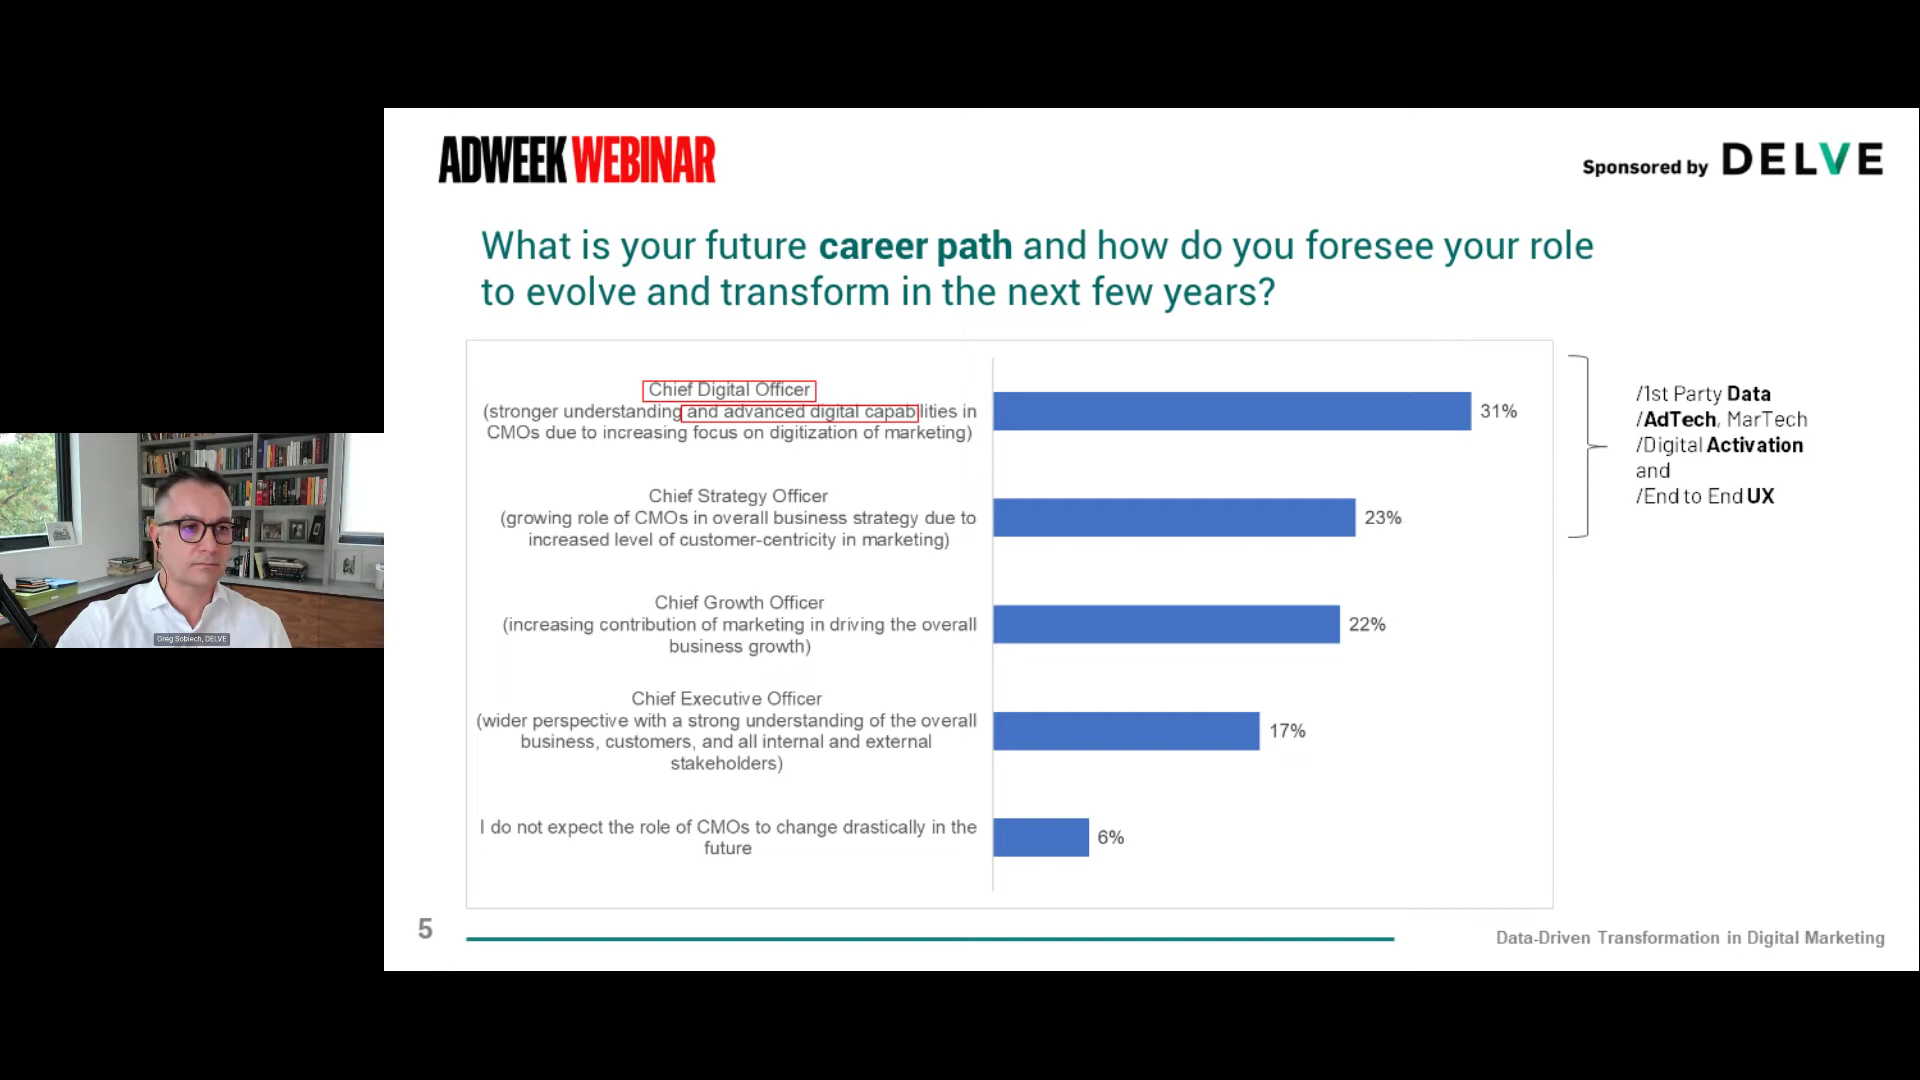 ADWEEK WEBINAR
Sponsored by DELVE
What is your future career path and how do you foresee your role
to evolve and transform in the next few years?
Chief Digital Officer
(stronger understanding and advanced digital capabilities in
CMOs due to increasing focus on digitization of marketing)
31%
Chief Strategy Officer
(growing role of CMOs in overall business strategy due to
increased level of customer-centricity in marketing)
23%
Chief Growth Officer
(increasing contribution of marketing in driving the overall
business growth)
22%
Chief Executive Officer
(wider perspective with a strong understanding of the overall
business, customers, and all internal and external
stakeholders)
17%
I do not expect the role of CMOs to change drastically in the
future
6%
/1st Party Data
/AdTech, MarTech
/Digital Activation
and
/End to End UX
Greg Sobiech, DELVE
5
Data-Driven Transformation in Digital Marketing